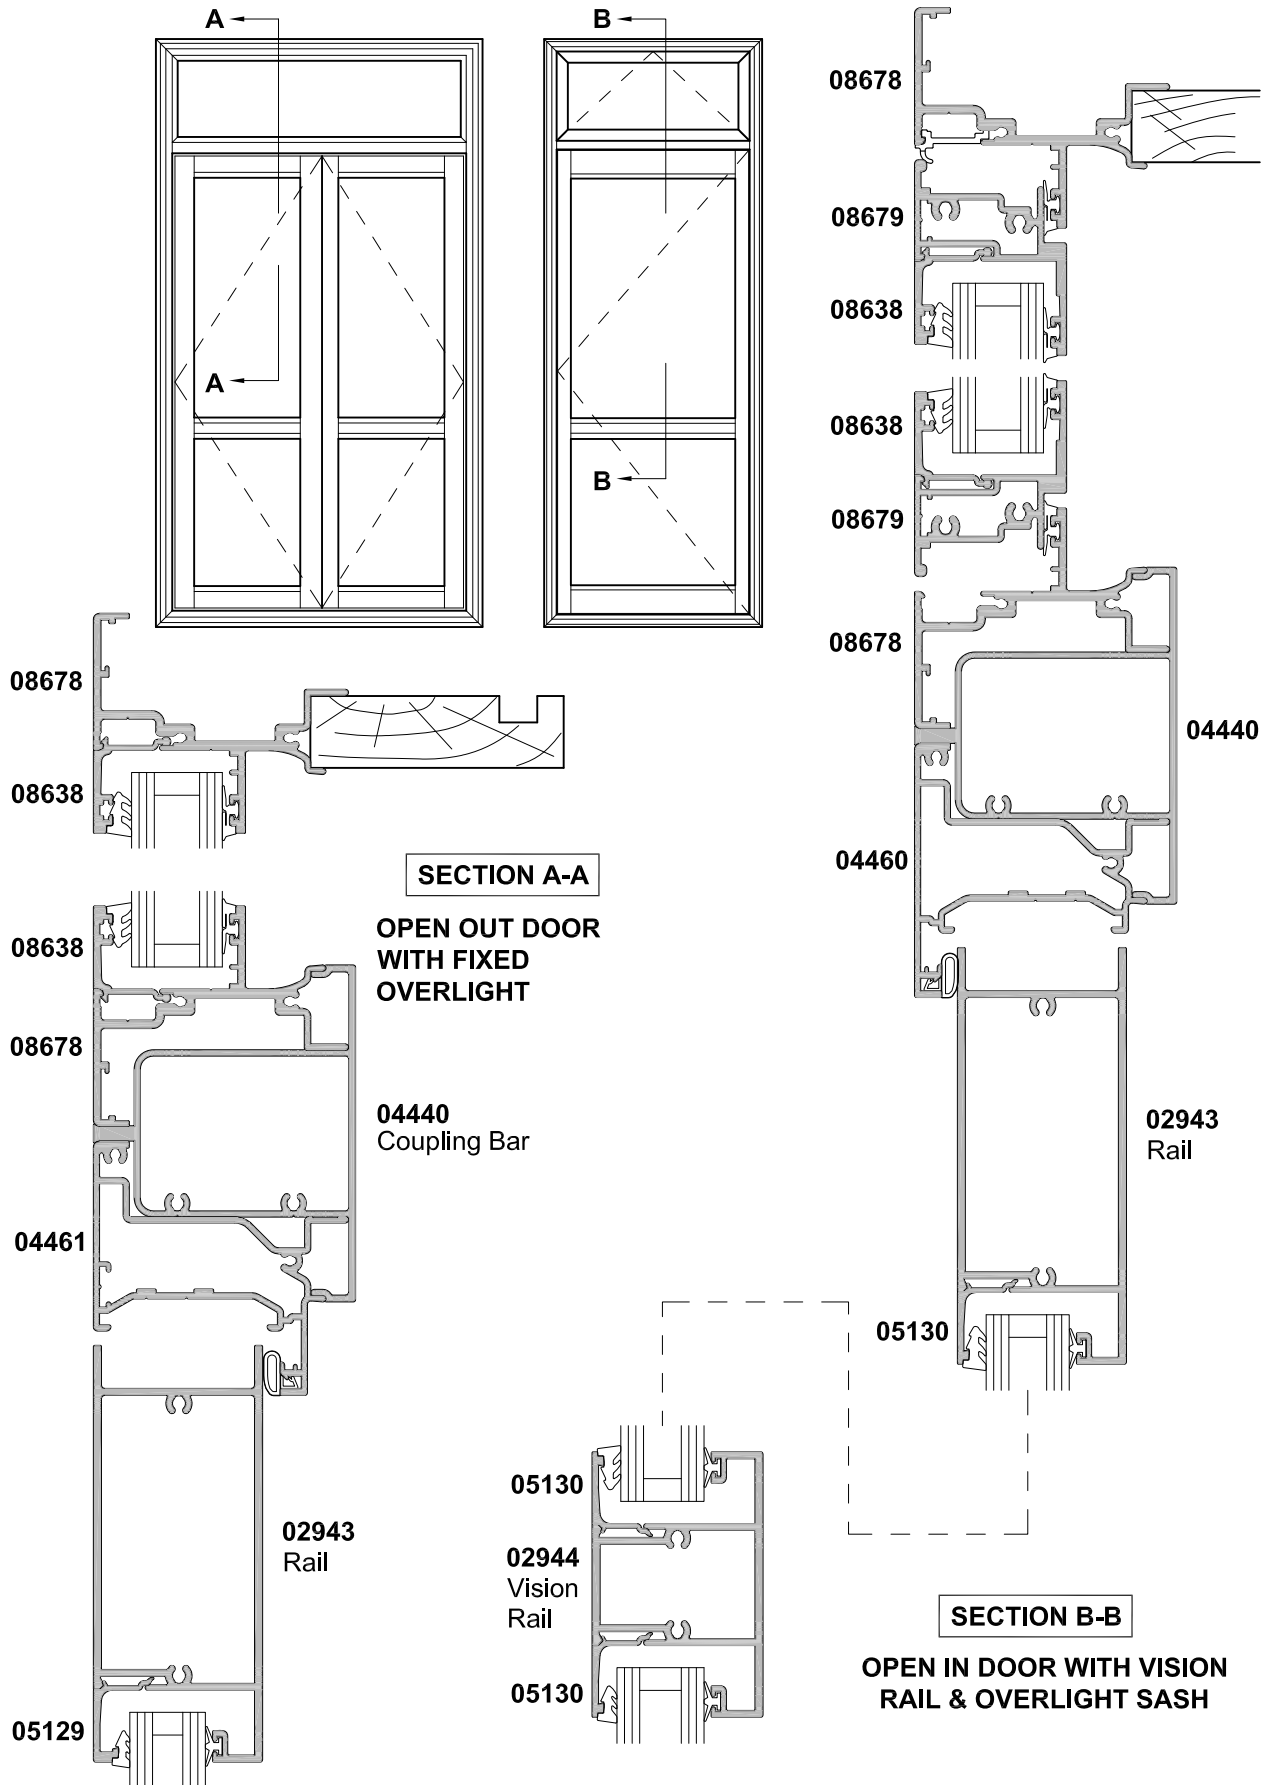 A
B
A
B
08678
08638
SECTION A-A
OPEN OUT DOOR
WITH FIXED
OVERLIGHT
08638
08678
04440
Coupling Bar
04461
02943
Rail
05129
08678
08679
08638
08638
08679
08678
04440
04460
02943
Rail
05130
05130
02944
Vision
Rail
05130
SECTION B-B
OPEN IN DOOR WITH VISION
RAIL & OVERLIGHT SASH